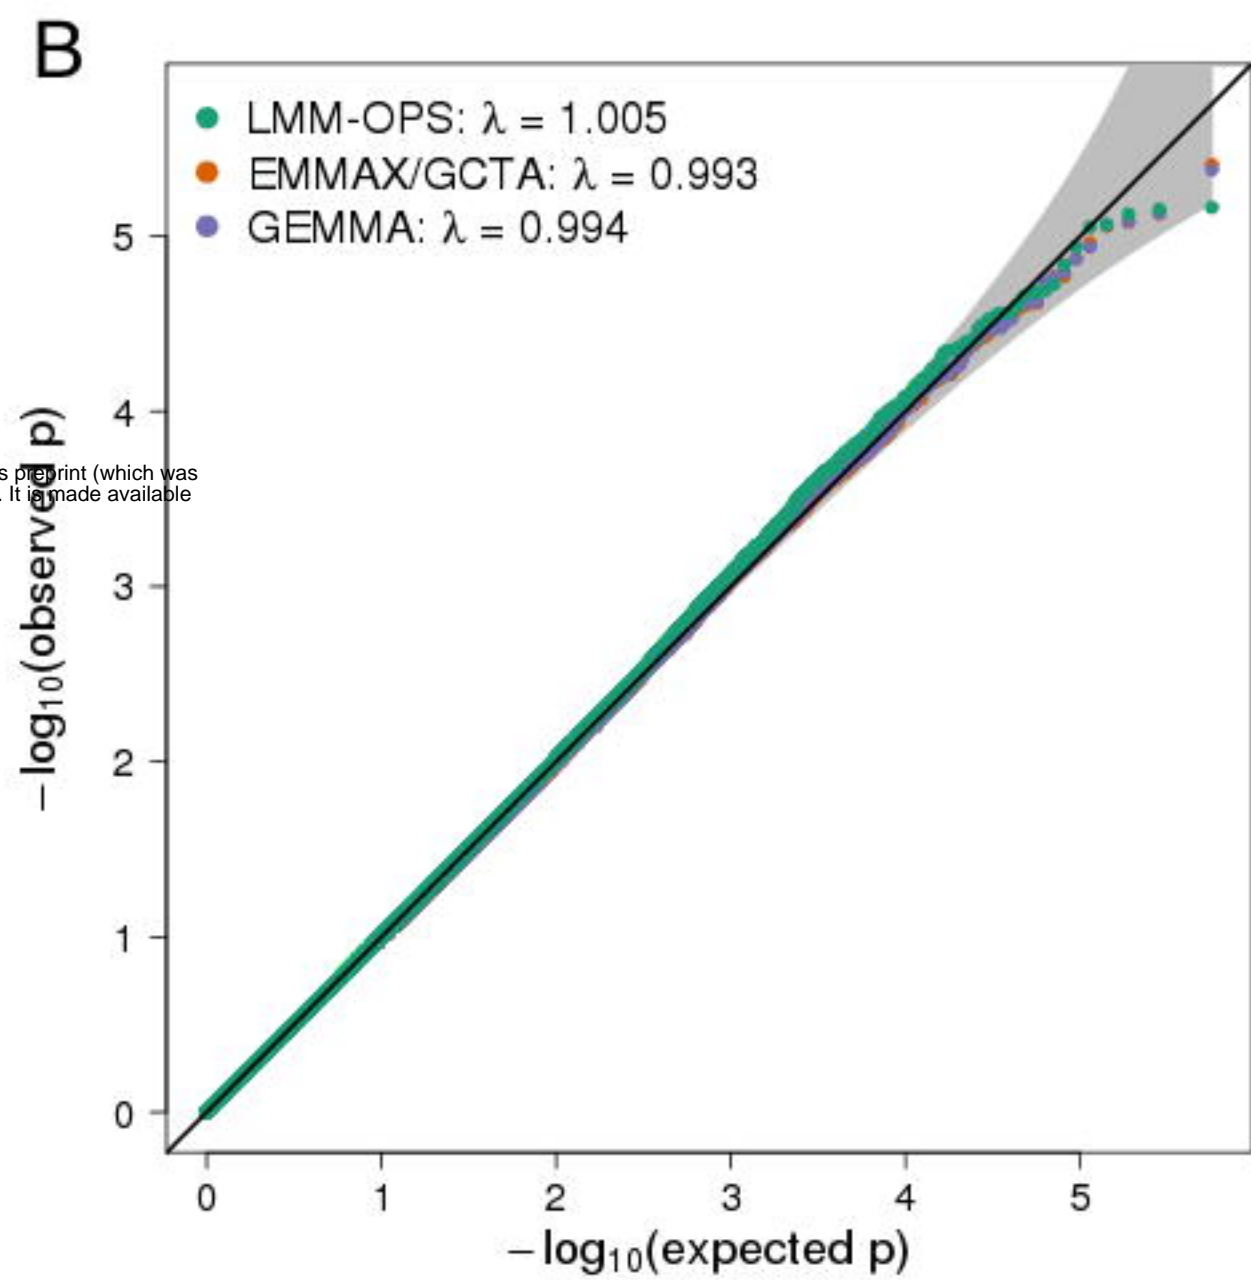 B
LMM-OPS: λ = 1.005
EMMAX/GCTA: λ = 0.993
GEMMA: λ = 0.994
5
4
3
2
1
0
−log10(observed p)
s preprint (which was
. It is made available
0 1 2 3 4 5
−log10(expected p)